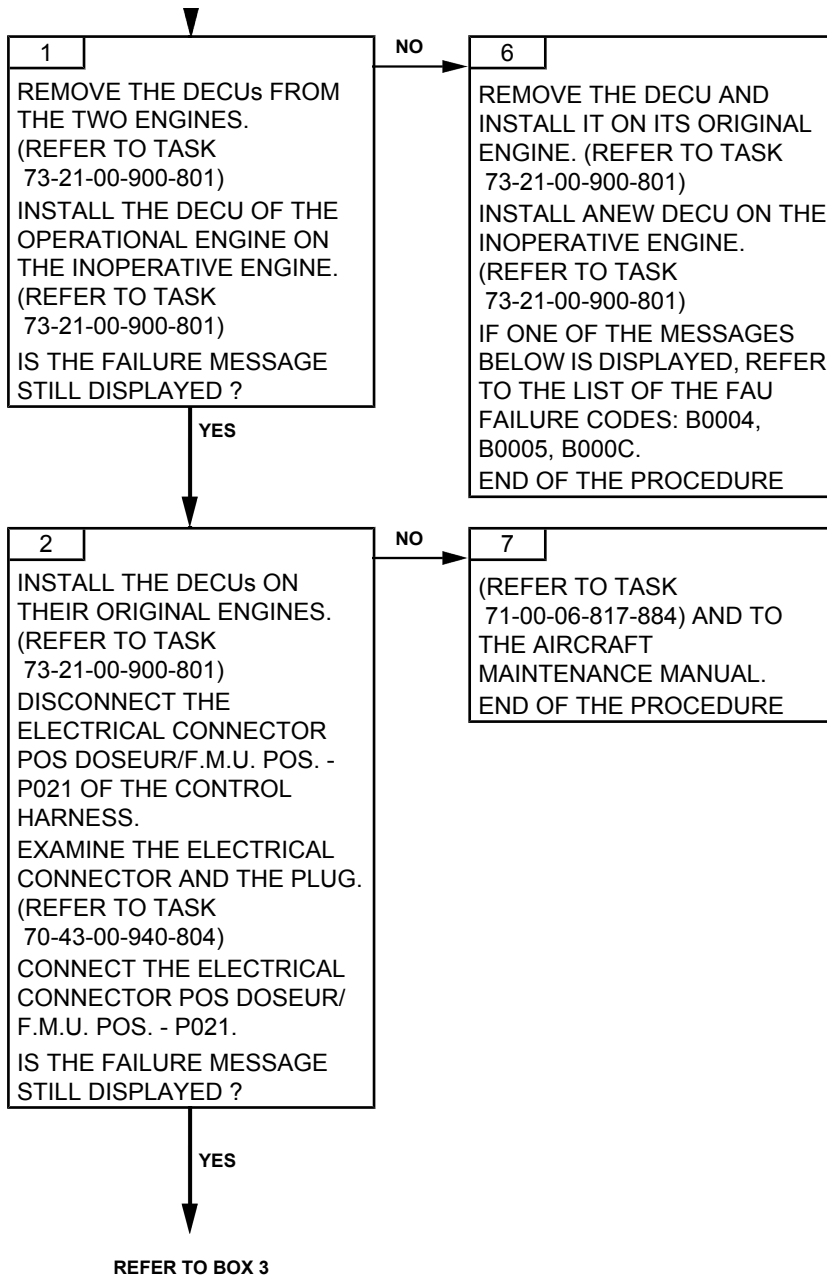 1
REMOVE THE DECUs FROM
THE TWO ENGINES.
(REFER TO TASK
73-21-00-900-801)
INSTALL THE DECU OF THE
OPERATIONAL ENGINE ON
THE INOPERATIVE ENGINE.
(REFER TO TASK
73-21-00-900-801)
IS THE FAILURE MESSAGE
STILL DISPLAYED ?
NO
6
REMOVE THE DECU AND
INSTALL IT ON ITS ORIGINAL
ENGINE. (REFER TO TASK
73-21-00-900-801)
INSTALL ANEW DECU ON THE
INOPERATIVE ENGINE.
(REFER TO TASK
73-21-00-900-801)
IF ONE OF THE MESSAGES
BELOW IS DISPLAYED, REFER
TO THE LIST OF THE FAU
FAILURE CODES: B0004,
B0005, B000C.
END OF THE PROCEDURE
YES
2
INSTALL THE DECUs ON
THEIR ORIGINAL ENGINES.
(REFER TO TASK
73-21-00-900-801)
DISCONNECT THE
ELECTRICAL CONNECTOR
POS DOSEUR/F.M.U. POS. -
P021 OF THE CONTROL
HARNESS.
EXAMINE THE ELECTRICAL
CONNECTOR AND THE PLUG.
(REFER TO TASK
70-43-00-940-804)
CONNECT THE ELECTRICAL
CONNECTOR POS DOSEUR/
F.M.U. POS. - P021.
IS THE FAILURE MESSAGE
STILL DISPLAYED ?
NO
7
(REFER TO TASK
71-00-06-817-884) AND TO
THE AIRCRAFT
MAINTENANCE MANUAL.
END OF THE PROCEDURE
YES
REFER TO BOX 3